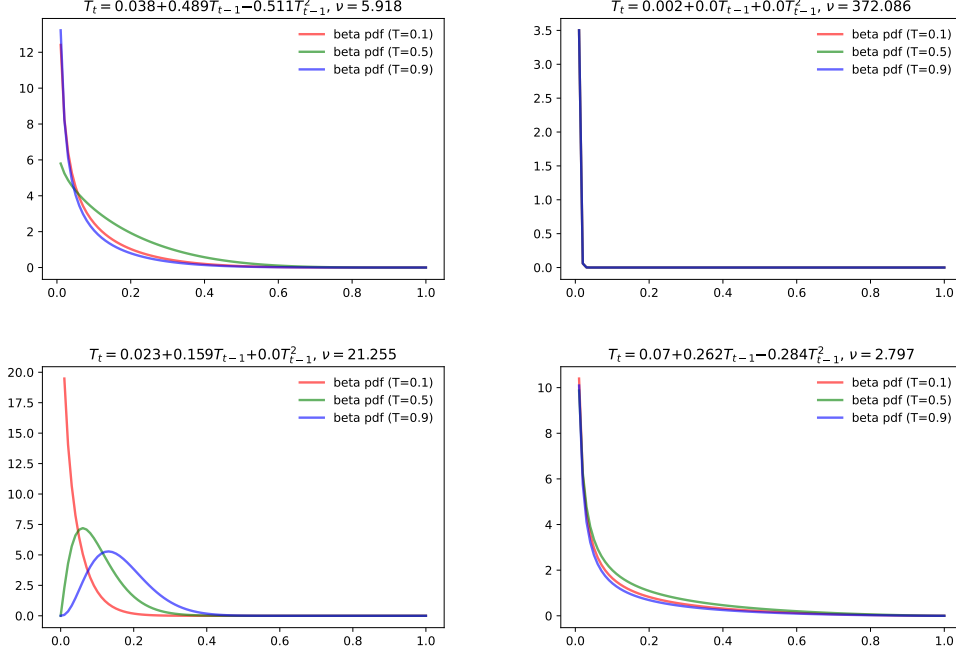 T_t = 0.038+0.489T_{t−1}−0.511T²_{t−1}, ν = 5.918
beta pdf (T=0.1)
beta pdf (T=0.5)
beta pdf (T=0.9)
12
10
8
6
4
2
0
0.0 0.2 0.4 0.6 0.8 1.0
T_t = 0.002+0.0T_{t−1}+0.0T²_{t−1}, ν = 372.086
beta pdf (T=0.1)
beta pdf (T=0.5)
beta pdf (T=0.9)
3.5
3.0
2.5
2.0
1.5
1.0
0.5
0.0
0.0 0.2 0.4 0.6 0.8 1.0
T_t = 0.023+0.159T_{t−1}+0.0T²_{t−1}, ν = 21.255
beta pdf (T=0.1)
beta pdf (T=0.5)
beta pdf (T=0.9)
20.0
17.5
15.0
12.5
10.0
7.5
5.0
2.5
0.0
0.0 0.2 0.4 0.6 0.8 1.0
T_t = 0.07+0.262T_{t−1}−0.284T²_{t−1}, ν = 2.797
beta pdf (T=0.1)
beta pdf (T=0.5)
beta pdf (T=0.9)
10
8
6
4
2
0
0.0 0.2 0.4 0.6 0.8 1.0